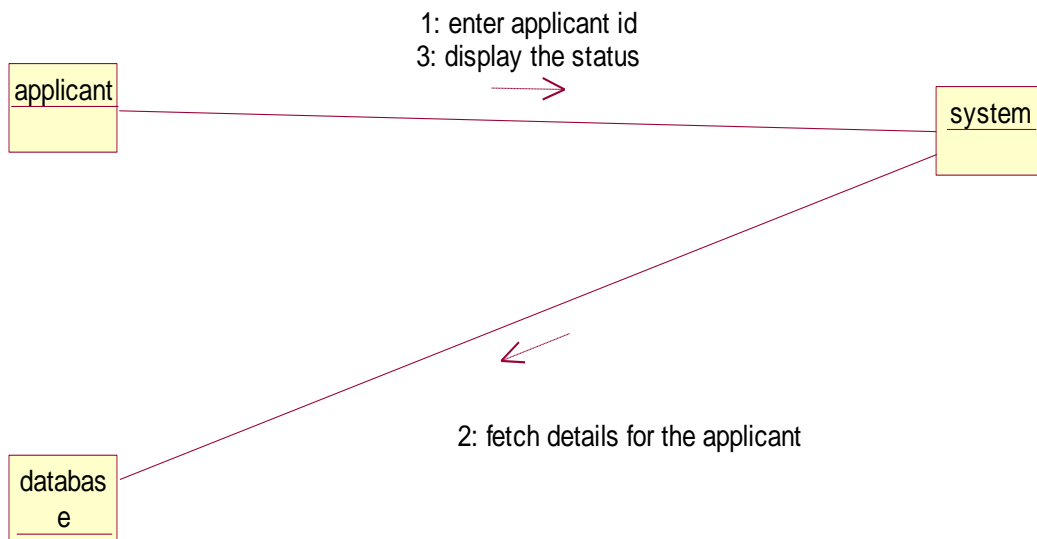 1: enter applicant id
3: display the status
applicant
system
2: fetch details for the applicant
databas
e